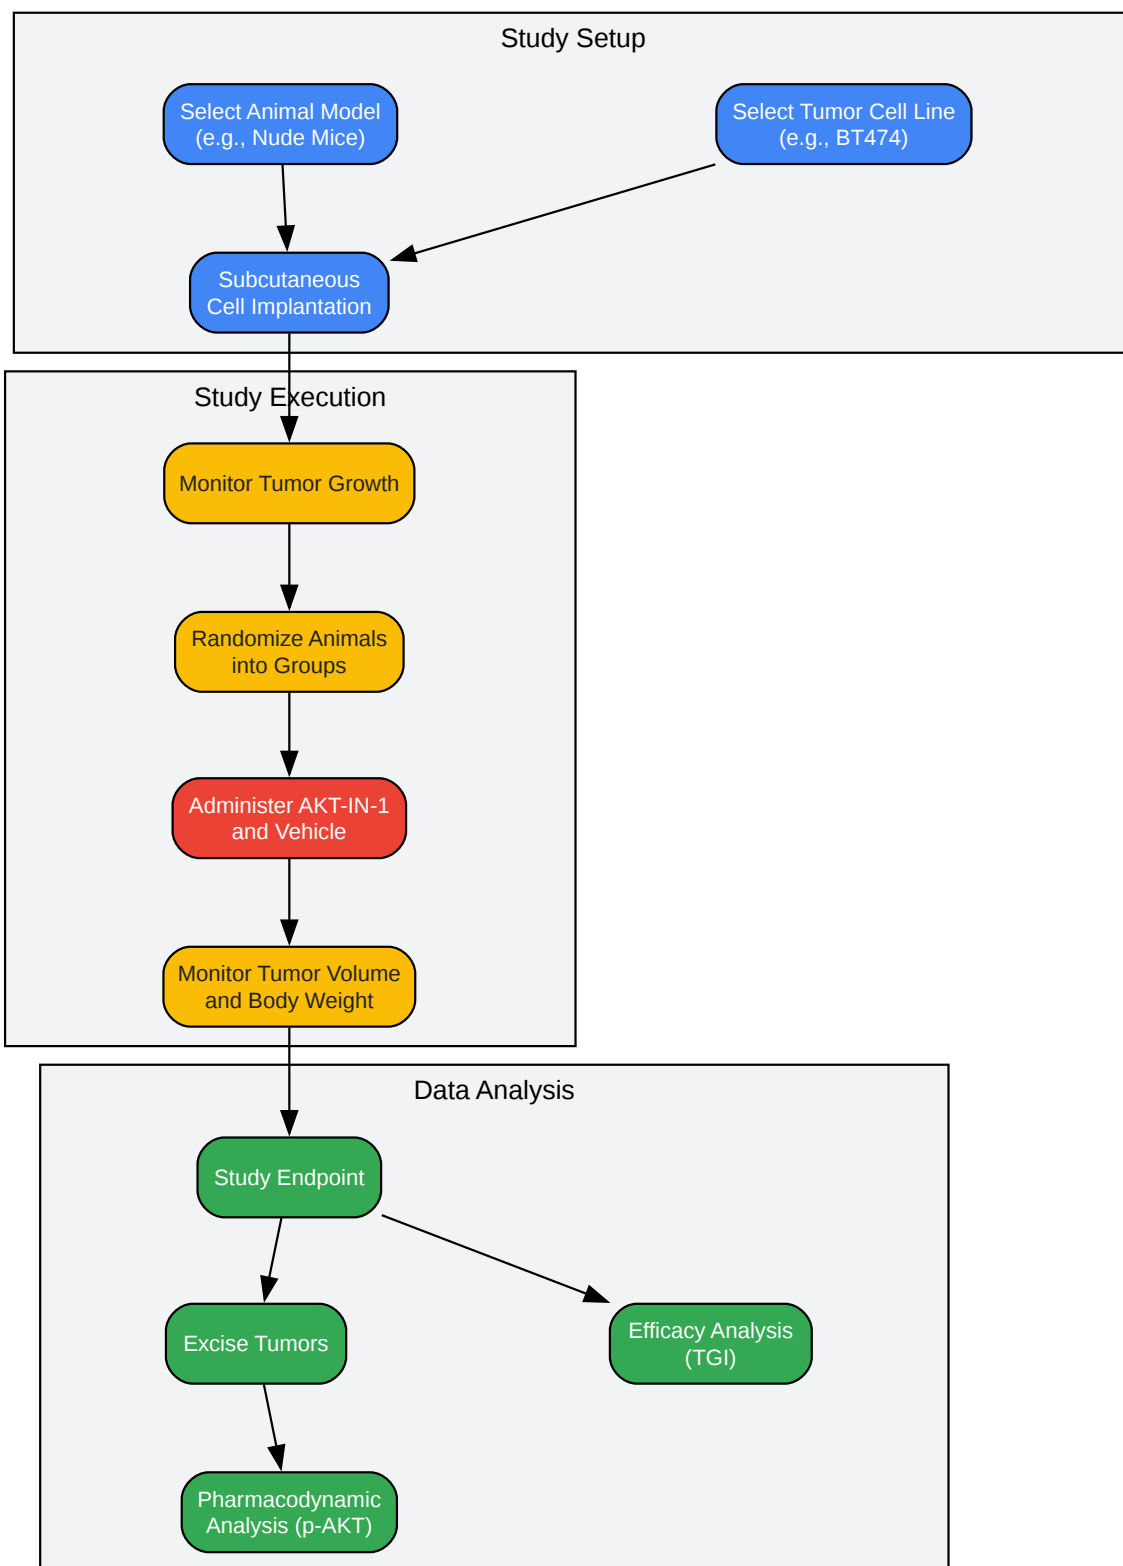 Study Setup
Select Animal Model
(e.g., Nude Mice)
Select Tumor Cell Line
(e.g., BT474)
Subcutaneous
Cell Implantation
Study Execution
Monitor Tumor Growth
Randomize Animals
into Groups
Administer AKT-IN-1
and Vehicle
Monitor Tumor Volume
and Body Weight
Data Analysis
Study Endpoint
Excise Tumors
Efficacy Analysis
(TGI)
Pharmacodynamic
Analysis (p-AKT)